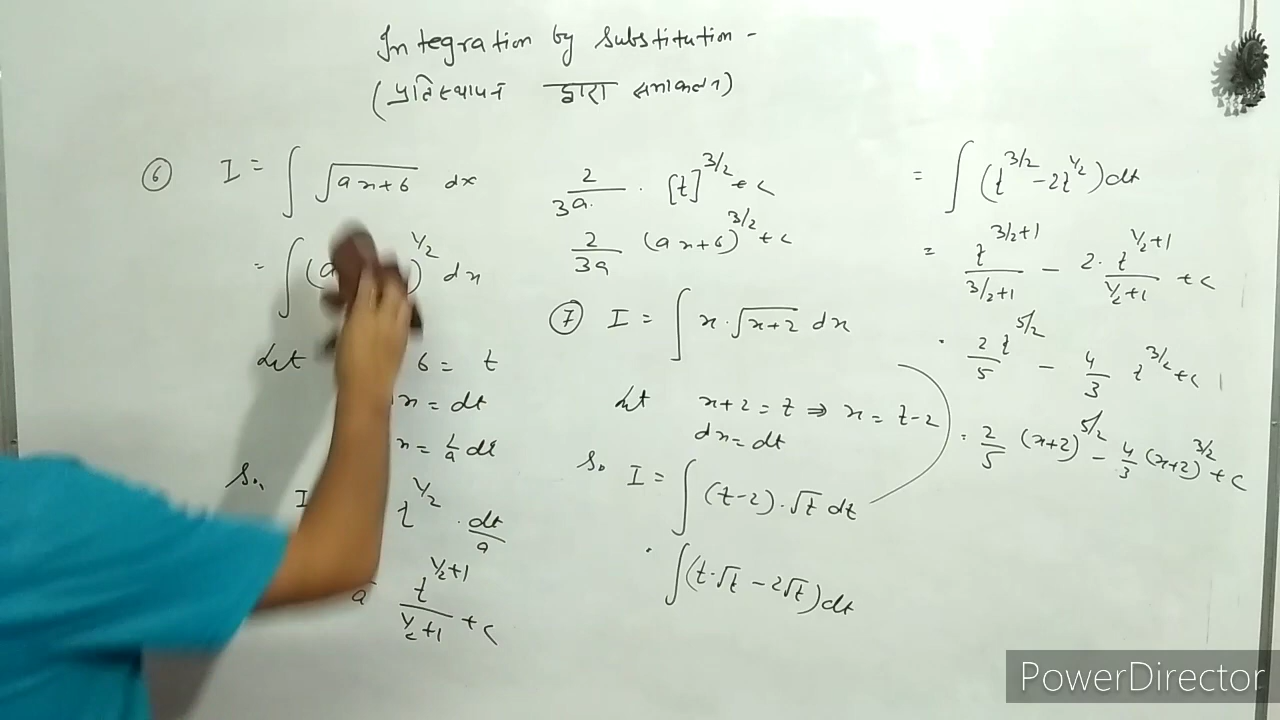 Integration by Substitution -
(प्रतिस्थापन द्वारा समाकलन)
⑥ I = ∫ √(ax+6) dx
= ∫ ( )^1/2 dx
Let 6 = t
x = dt
x = 1/a dt
So, I t^1/2 · dt/a
a t^(1/2+1)/(1/2+1) + c
2/3a · [t]^3/2 + c
2/3a (ax+6)^3/2 + c
⑦ I = ∫ x·√(x+2) dx
Let x+2 = t ⇒ x = t-2
dx = dt
So I = ∫ (t-2)·√t dt
∫ (t·√t - 2√t) dt
= ∫ (t^3/2 - 2t^1/2) dt
= t^(3/2+1)/(3/2+1) - 2· t^(1/2+1)/(1/2+1) + c
2/5 t^5/2 - 4/3 t^3/2 + c
= 2/5 (x+2)^5/2 - 4/3 (x+2)^3/2 + c
PowerDirector